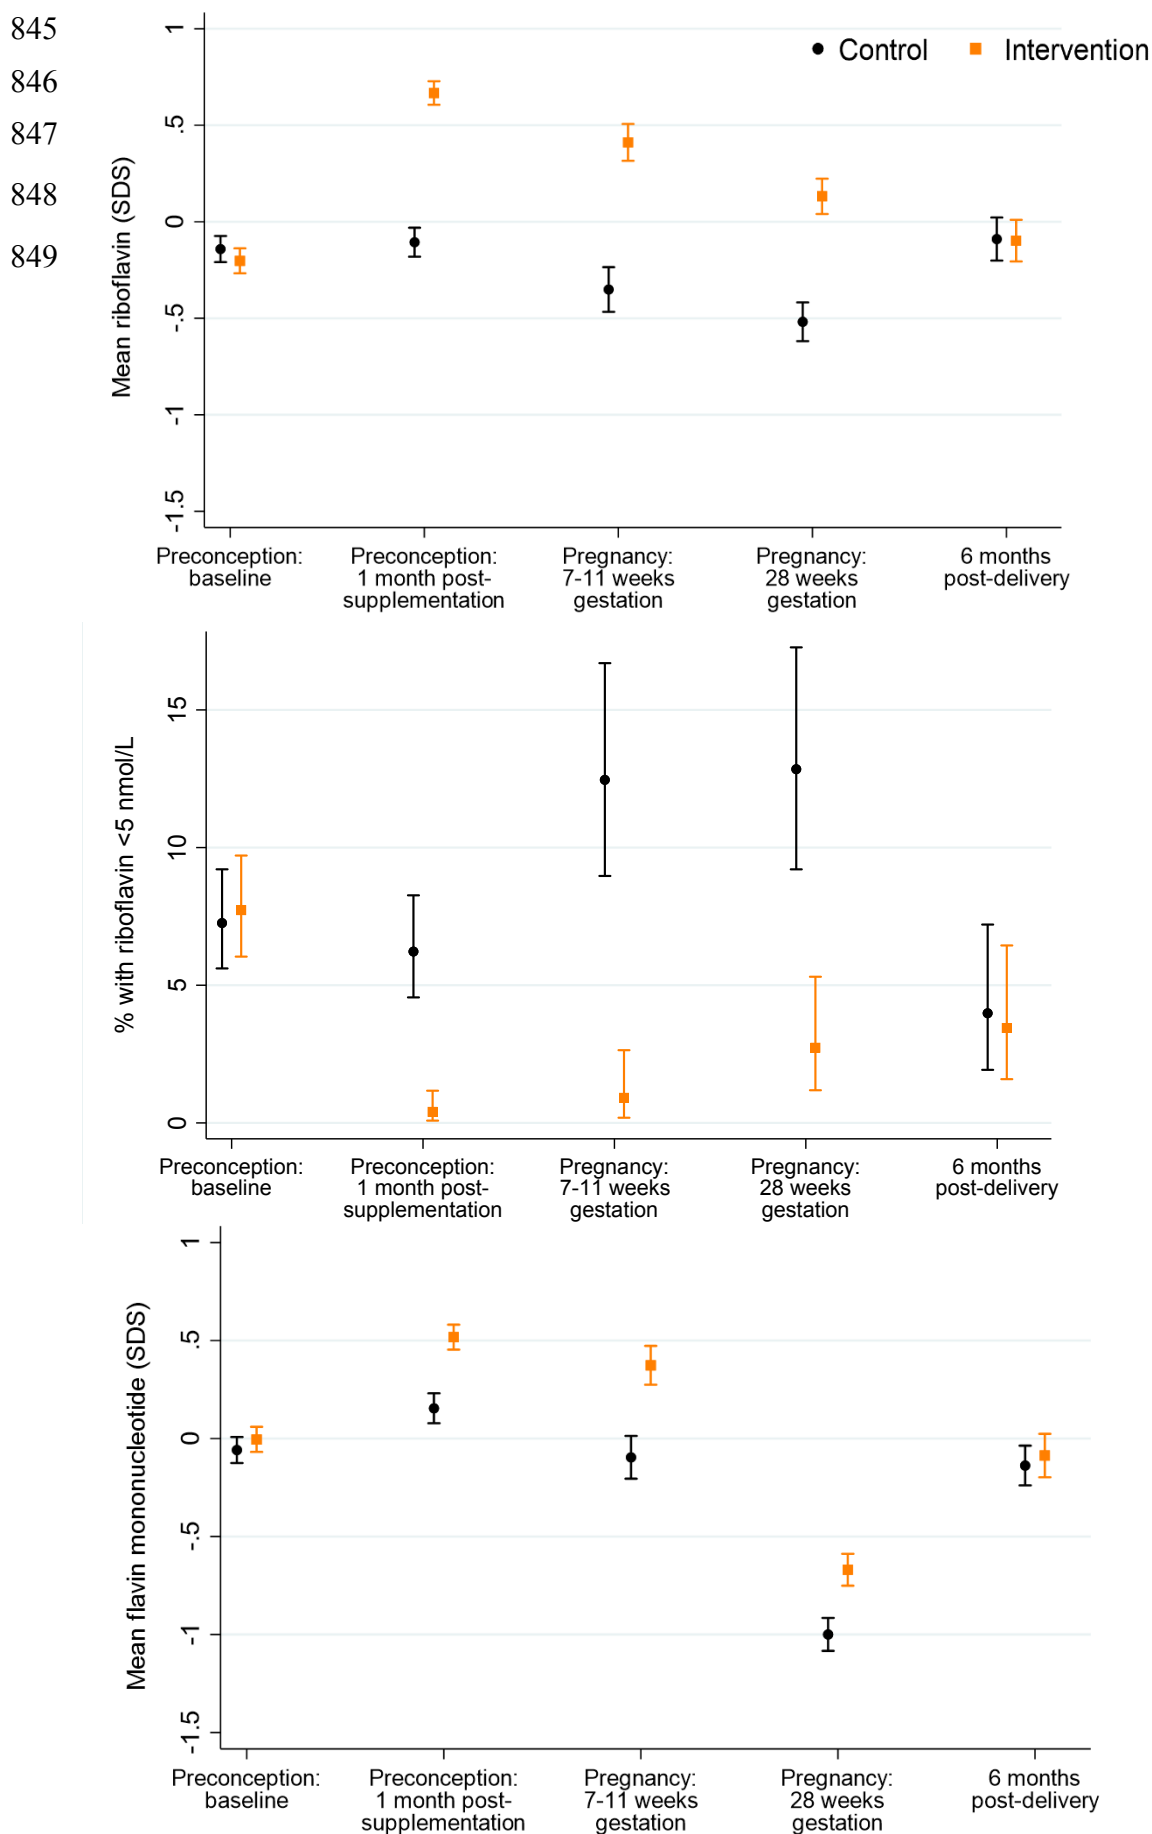 845
846
847
848
849
Control
Intervention
Mean riboflavin (SDS)
1
.5
0
-.5
-1
-1.5
Preconception:
baseline
Preconception:
1 month post-
supplementation
Pregnancy:
7-11 weeks
gestation
Pregnancy:
28 weeks
gestation
6 months
post-delivery
% with riboflavin <5 nmol/L
15
10
5
0
Preconception:
baseline
Preconception:
1 month post-
supplementation
Pregnancy:
7-11 weeks
gestation
Pregnancy:
28 weeks
gestation
6 months
post-delivery
Mean flavin mononucleotide (SDS)
1
.5
0
-.5
-1
-1.5
Preconception:
baseline
Preconception:
1 month post-
supplementation
Pregnancy:
7-11 weeks
gestation
Pregnancy:
28 weeks
gestation
6 months
post-delivery